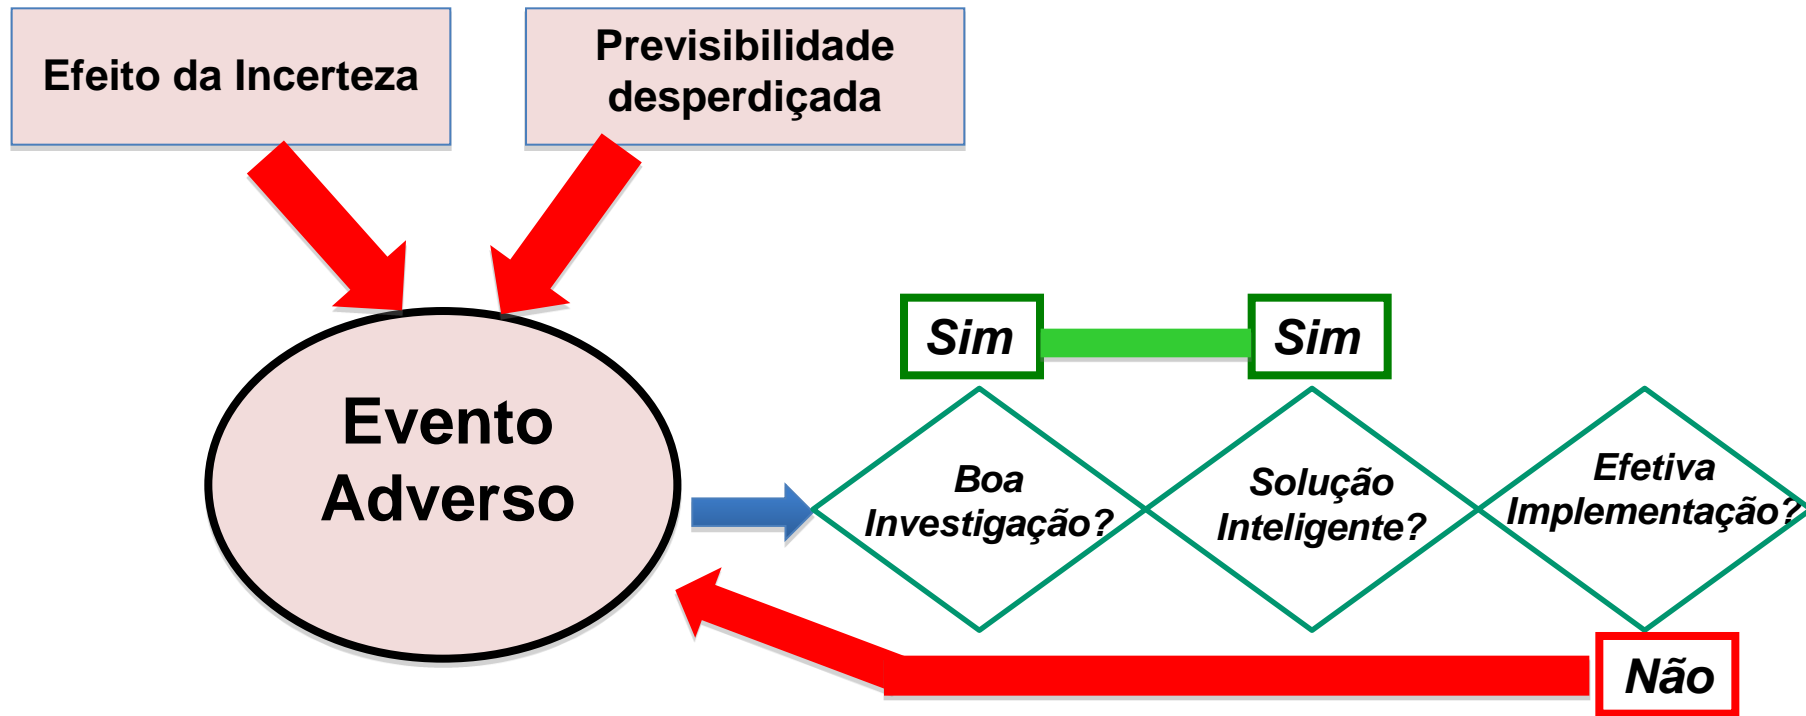 Efeito da Incerteza
Previsibilidade
desperdiçada
Evento
Adverso
Sim
Sim
Boa
Investigação?
Solução
Inteligente?
Efetiva
Implementação?
Não